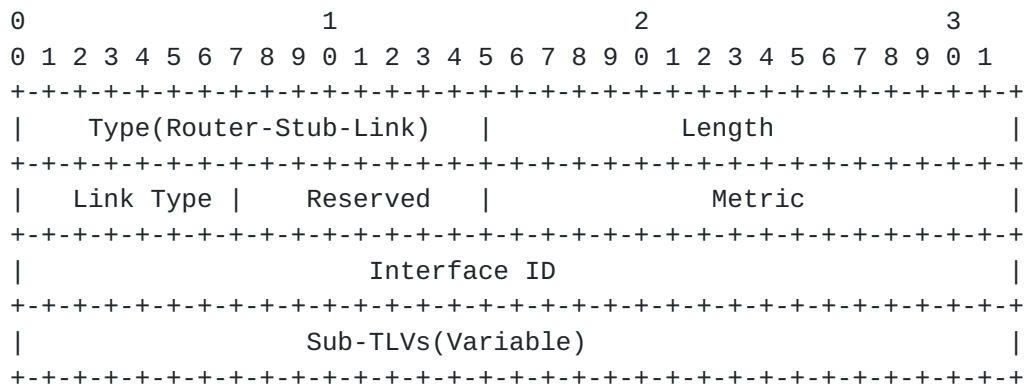 0                   1                   2                   3
0 1 2 3 4 5 6 7 8 9 0 1 2 3 4 5 6 7 8 9 0 1 2 3 4 5 6 7 8 9 0 1
+-+-+-+-+-+-+-+-+-+-+-+-+-+-+-+-+-+-+-+-+-+-+-+-+-+-+-+-+-+-+-+-+
|    Type(Router-Stub-Link)   |            Length               |
+-+-+-+-+-+-+-+-+-+-+-+-+-+-+-+-+-+-+-+-+-+-+-+-+-+-+-+-+-+-+-+-+
|   Link Type |    Reserved   |              Metric             |
+-+-+-+-+-+-+-+-+-+-+-+-+-+-+-+-+-+-+-+-+-+-+-+-+-+-+-+-+-+-+-+-+
|                      Interface ID                             |
+-+-+-+-+-+-+-+-+-+-+-+-+-+-+-+-+-+-+-+-+-+-+-+-+-+-+-+-+-+-+-+-+
|                  Sub-TLVs(Variable)                           |
+-+-+-+-+-+-+-+-+-+-+-+-+-+-+-+-+-+-+-+-+-+-+-+-+-+-+-+-+-+-+-+-+